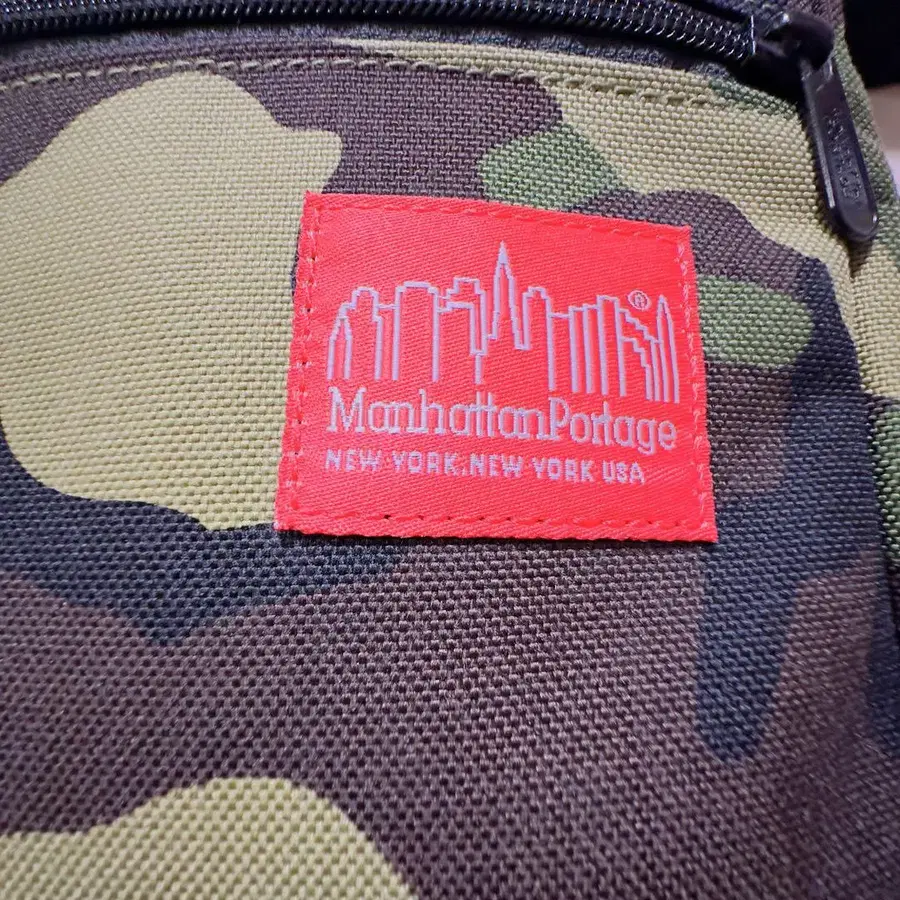 ®
ManhattanPortage
NEW YORK, NEW YORK USA